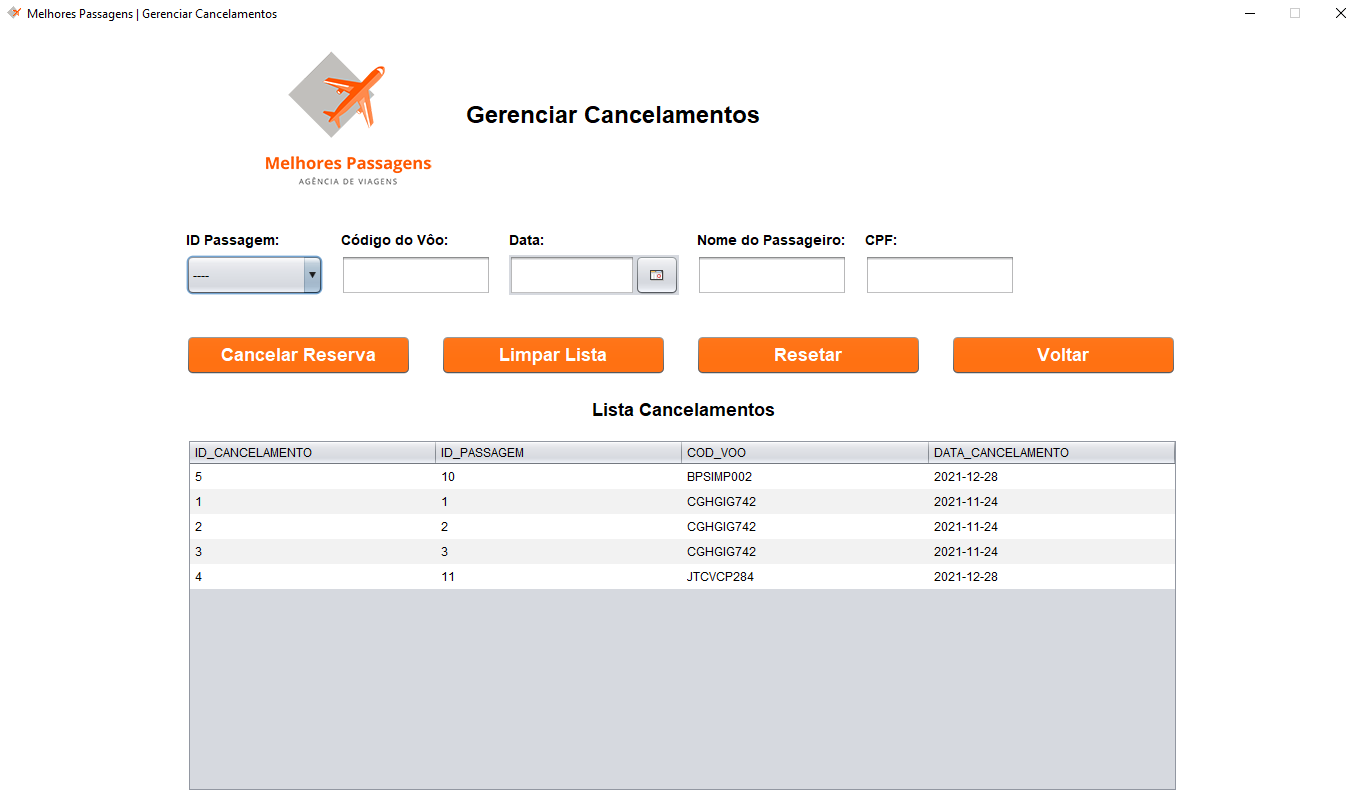 Melhores Passagens | Gerenciar Cancelamentos
Gerenciar Cancelamentos
Melhores Passagens
AGÊNCIA DE VIAGENS
ID Passagem: Código do Vôo: Data: Nome do Passageiro: CPF:
----
Cancelar Reserva Limpar Lista Resetar Voltar
Lista Cancelamentos
ID_CANCELAMENTO ID_PASSAGEM COD_VOO DATA_CANCELAMENTO
5 10 BPSIMP002 2021-12-28
1 1 CGHGIG742 2021-11-24
2 2 CGHGIG742 2021-11-24
3 3 CGHGIG742 2021-11-24
4 11 JTCVCP284 2021-12-28